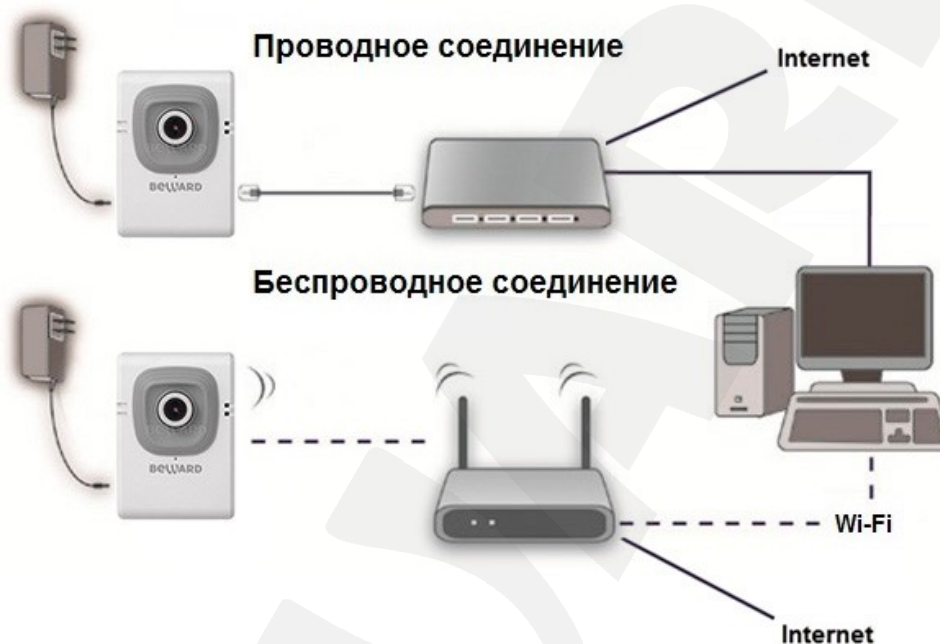 Проводное соединение
Internet
BEWARD
Беспроводное соединение
BEWARD
Wi-Fi
Internet